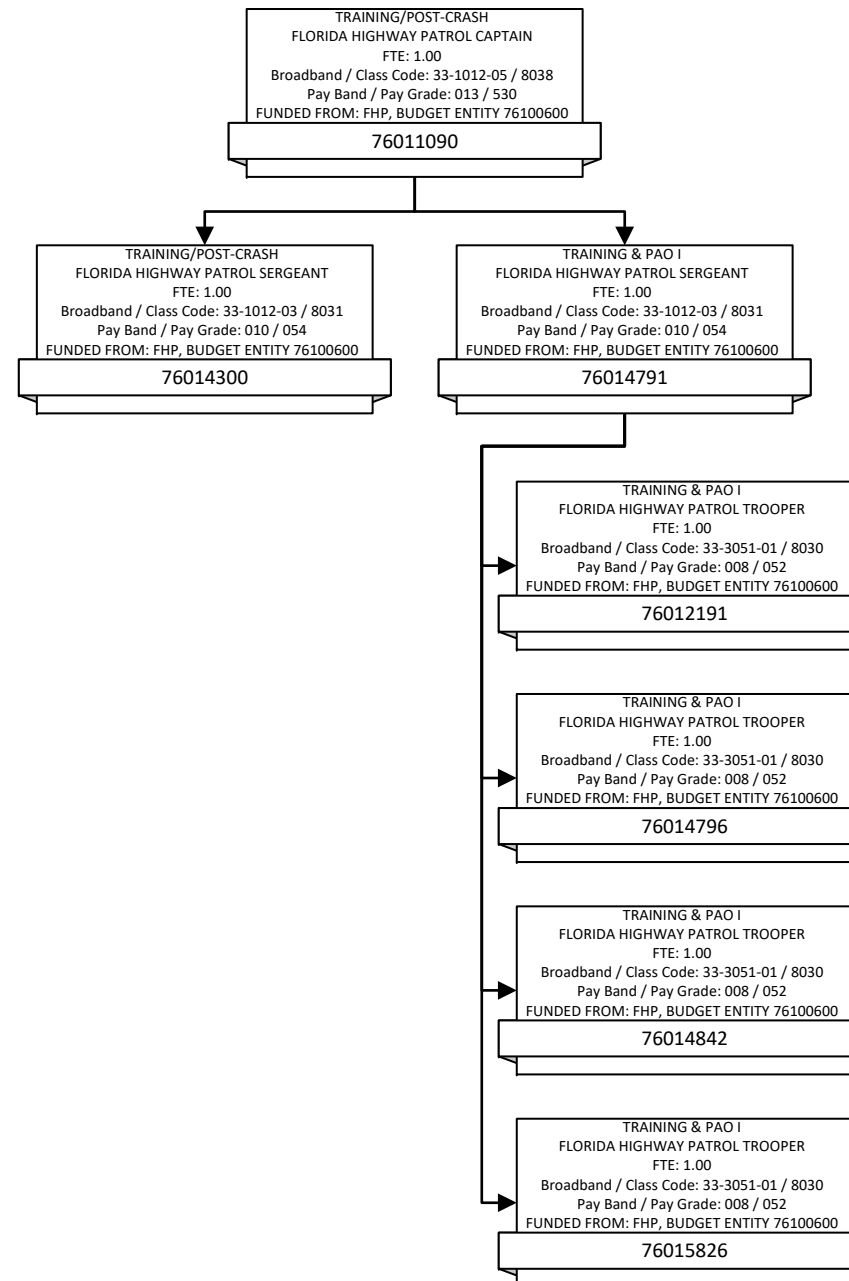 TRAINING/POST-CRASH
FLORIDA HIGHWAY PATROL CAPTAIN
FTE: 1.00
Broadband / Class Code: 33-1012-05 / 8038
Pay Band / Pay Grade: 013 / 530
FUNDED FROM: FHP, BUDGET ENTITY 76100600
76011090
TRAINING/POST-CRASH
FLORIDA HIGHWAY PATROL SERGEANT
FTE: 1.00
Broadband / Class Code: 33-1012-03 / 8031
Pay Band / Pay Grade: 010 / 054
FUNDED FROM: FHP, BUDGET ENTITY 76100600
76014300
TRAINING & PAO I
FLORIDA HIGHWAY PATROL SERGEANT
FTE: 1.00
Broadband / Class Code: 33-1012-03 / 8031
Pay Band / Pay Grade: 010 / 054
FUNDED FROM: FHP, BUDGET ENTITY 76100600
76014791
TRAINING & PAO I
FLORIDA HIGHWAY PATROL TROOPER
FTE: 1.00
Broadband / Class Code: 33-3051-01 / 8030
Pay Band / Pay Grade: 008 / 052
FUNDED FROM: FHP, BUDGET ENTITY 76100600
76012191
TRAINING & PAO I
FLORIDA HIGHWAY PATROL TROOPER
FTE: 1.00
Broadband / Class Code: 33-3051-01 / 8030
Pay Band / Pay Grade: 008 / 052
FUNDED FROM: FHP, BUDGET ENTITY 76100600
76014796
TRAINING & PAO I
FLORIDA HIGHWAY PATROL TROOPER
FTE: 1.00
Broadband / Class Code: 33-3051-01 / 8030
Pay Band / Pay Grade: 008 / 052
FUNDED FROM: FHP, BUDGET ENTITY 76100600
76014842
TRAINING & PAO I
FLORIDA HIGHWAY PATROL TROOPER
FTE: 1.00
Broadband / Class Code: 33-3051-01 / 8030
Pay Band / Pay Grade: 008 / 052
FUNDED FROM: FHP, BUDGET ENTITY 76100600
76015826